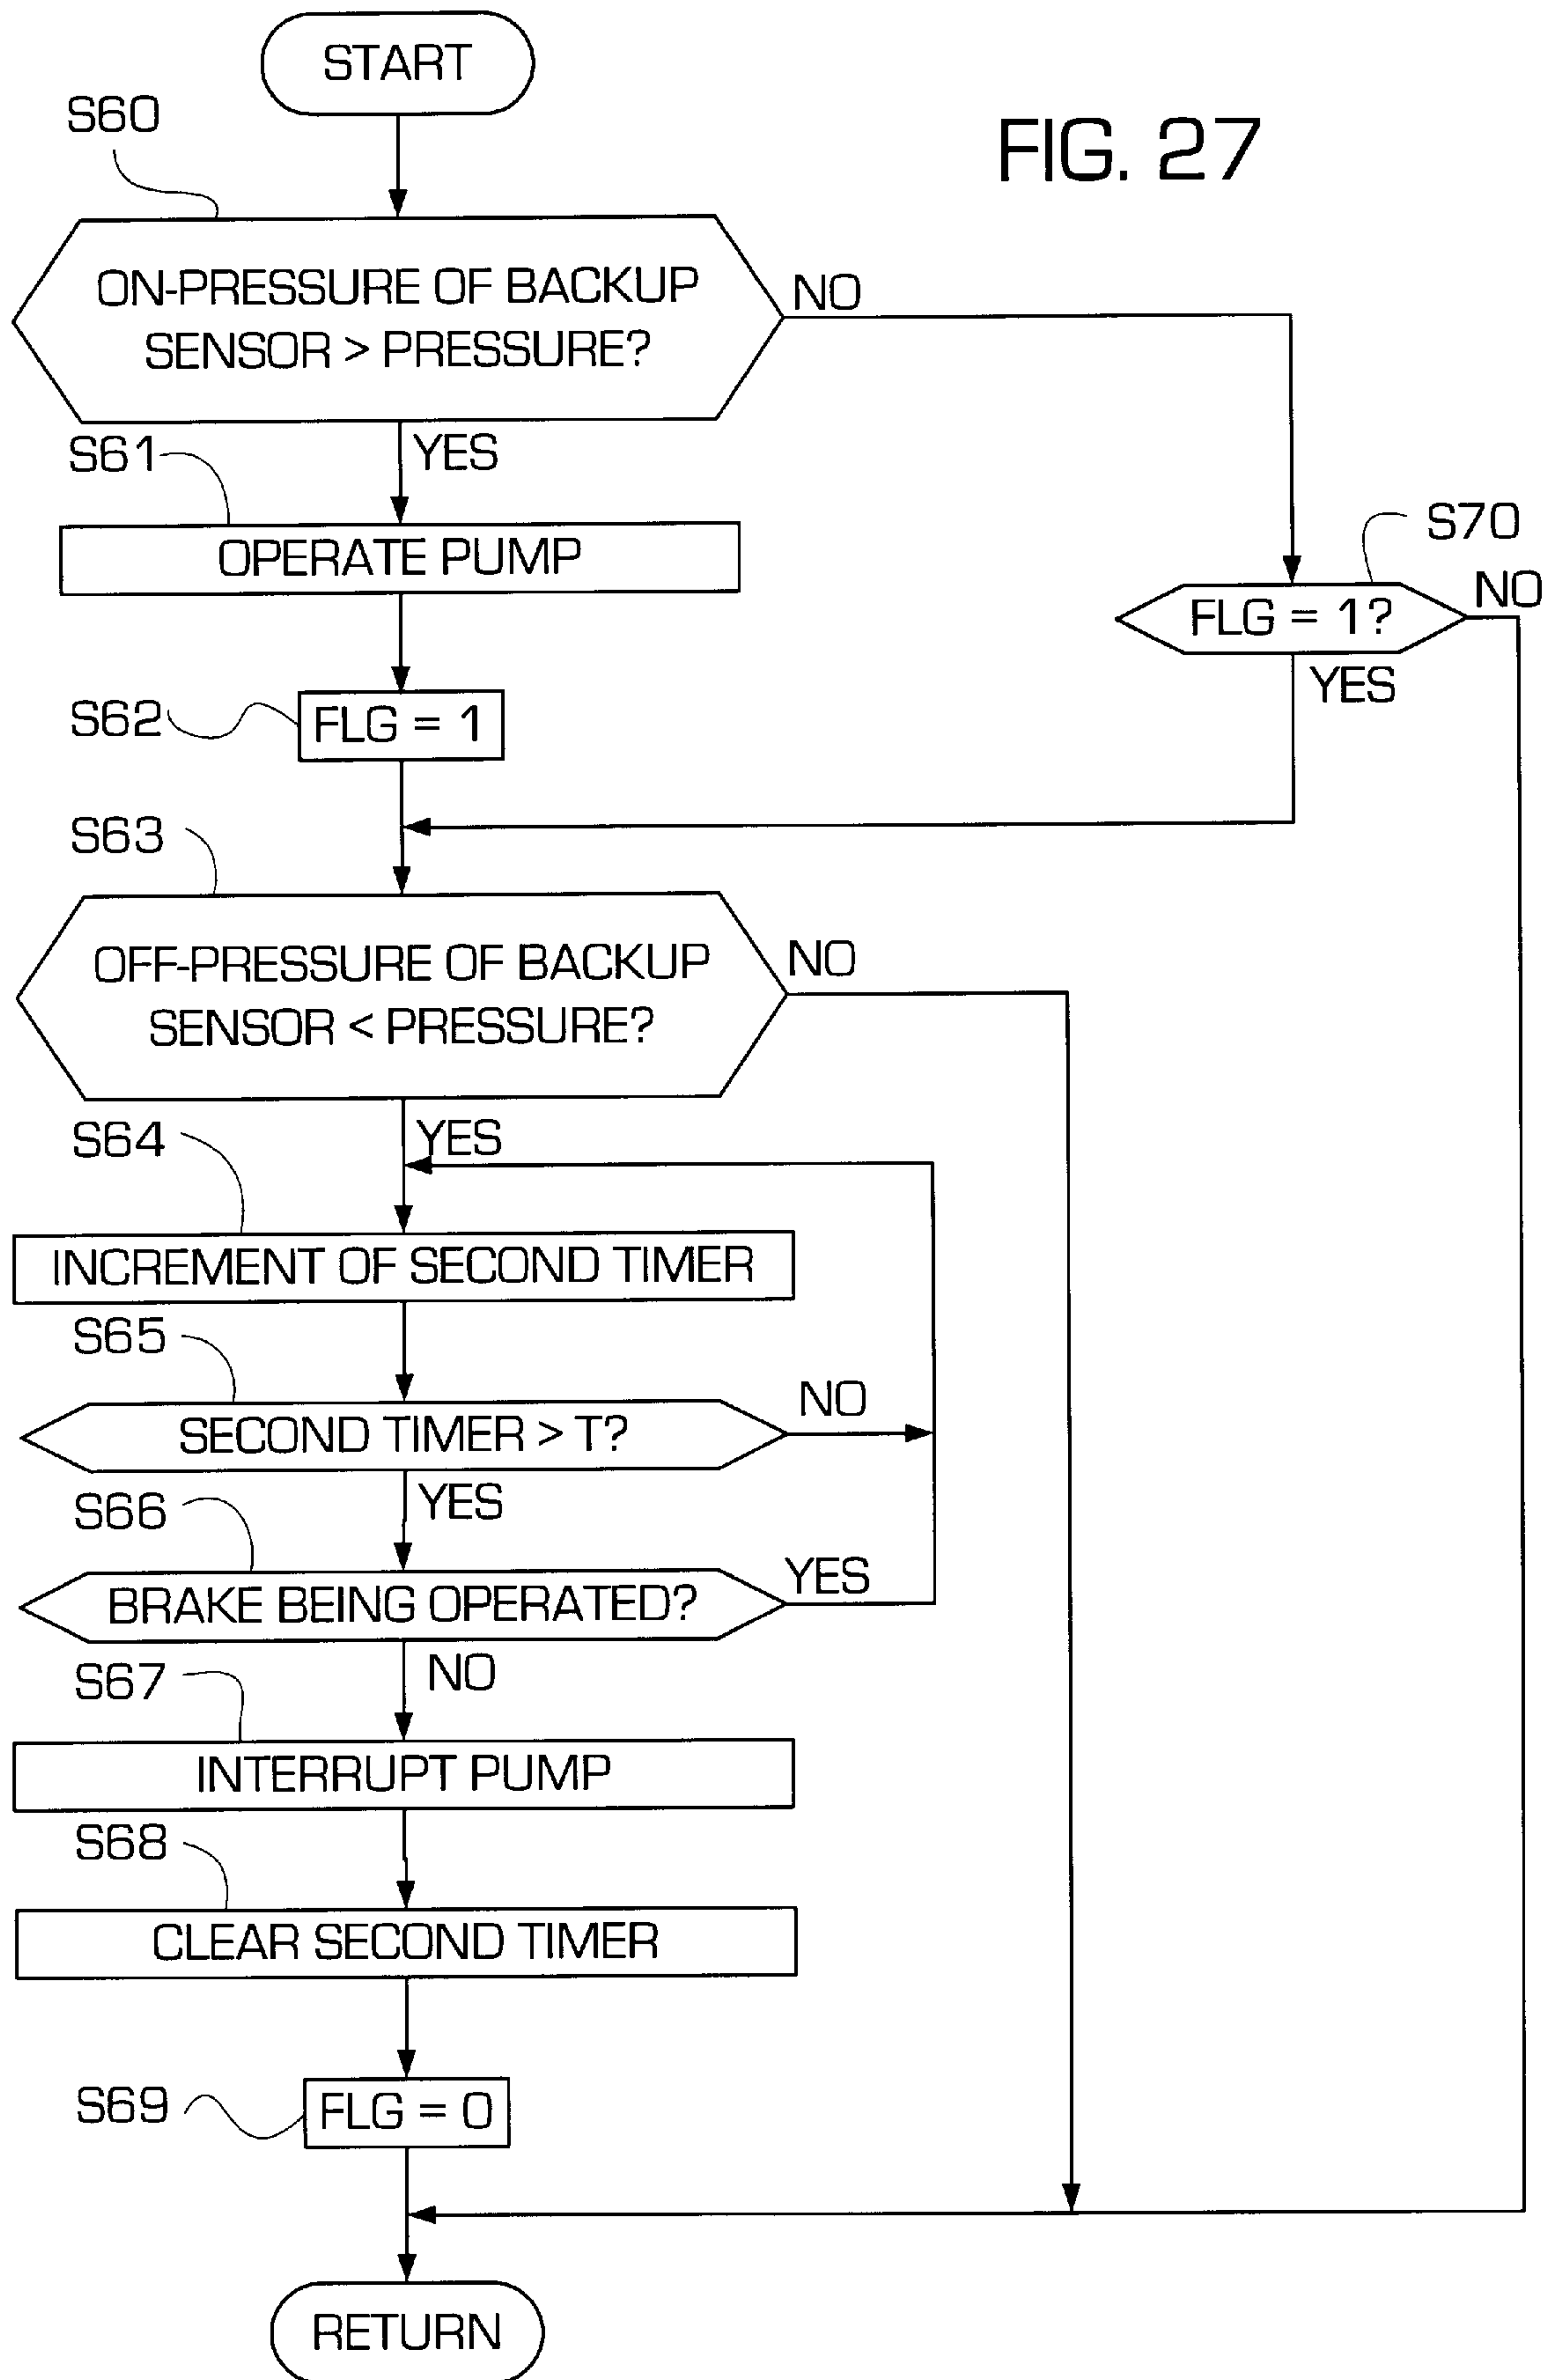 START
S60
FIG. 27
ON-PRESSURE OF BACKUP
SENSOR > PRESSURE?
NO
S61
YES
OPERATE PUMP
S70
FLG = 1?
NO
YES
S62
FLG = 1
S63
OFF-PRESSURE OF BACKUP
SENSOR < PRESSURE?
NO
S64
YES
INCREMENT OF SECOND TIMER
S65
SECOND TIMER > T?
NO
S66
YES
BRAKE BEING OPERATED?
YES
S67
NO
INTERRUPT PUMP
S68
CLEAR SECOND TIMER
S69
FLG = 0
RETURN